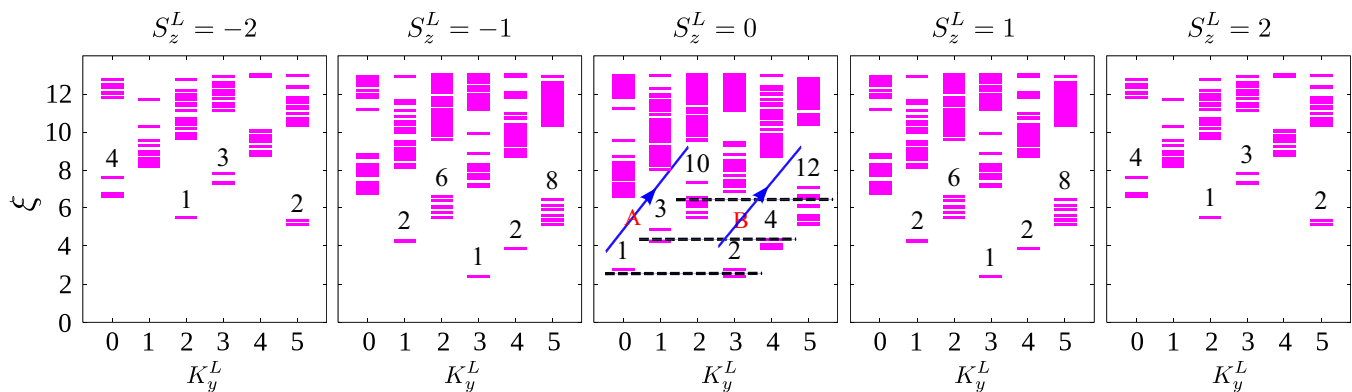 S_z^L = −2 S_z^L = −1 S_z^L = 0 S_z^L = 1 S_z^L = 2
12
10
8
6
4
2
0
ξ
4 1 3 2
2 6 1 2 8
1 A 3 10 2 B 4 12
2 6 1 2 8
4 1 3 2
0 1 2 3 4 5 0 1 2 3 4 5 0 1 2 3 4 5 0 1 2 3 4 5 0 1 2 3 4 5
K_y^L K_y^L K_y^L K_y^L K_y^L